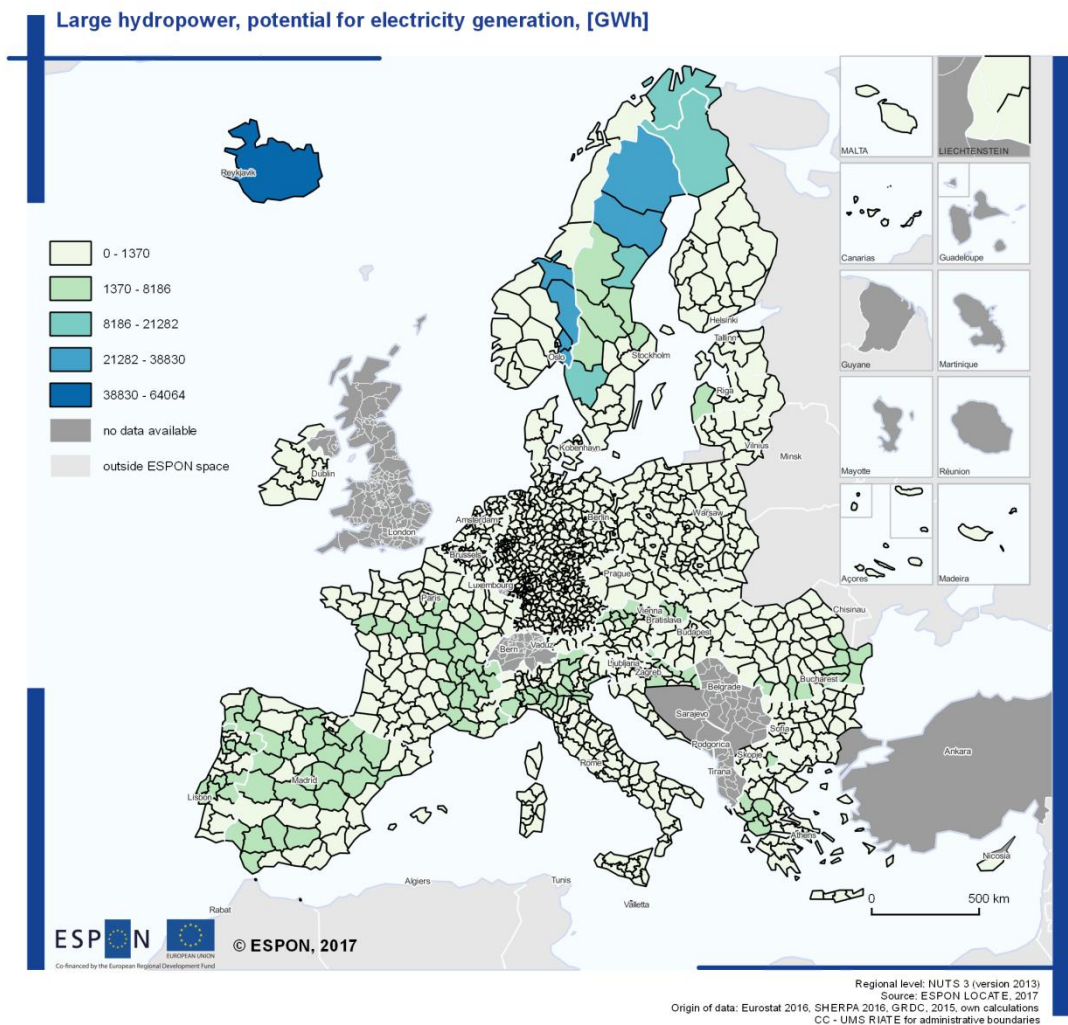 Large hydropower, potential for electricity generation, [GWh]
MALTA
LIECHTENSTEIN
Reykjavik
Canarias
Guadeloupe
0 - 1370
1370 - 8186
8186 - 21282
21282 - 38830
38830 - 64064
no data available
outside ESPON space
Helsinki
Tallinn
Oslo
Stockholm
Guyane
Martinique
Riga
Mayotte
Réunion
Kobenhavn
Vilnius
Minsk
Dublin
London
Amsterdam
Berlin
Warsaw
Brussels
Luxembourg
Prague
Açores
Madeira
Paris
Vienna
Bratislava
Chisinau
Bern
Vaduz
Budapest
Ljubljana
Zagreb
Belgrade
Bucharest
Sarajevo
Sofia
Podgorica
Skopje
Ankara
Rome
Tirana
Madrid
Lisbon
Athens
Nicosia
Algiers
Tunis
Valletta
Rabat
0 500 km
ESPON
EUROPEAN UNION
Co-financed by the European Regional Development Fund
© ESPON, 2017
Regional level: NUTS 3 (version 2013)
Source: ESPON LOCATE, 2017
Origin of data: Eurostat 2016, SHERPA 2016, GRDC, 2015, own calculations
CC - UMS RIATE for administrative boundaries